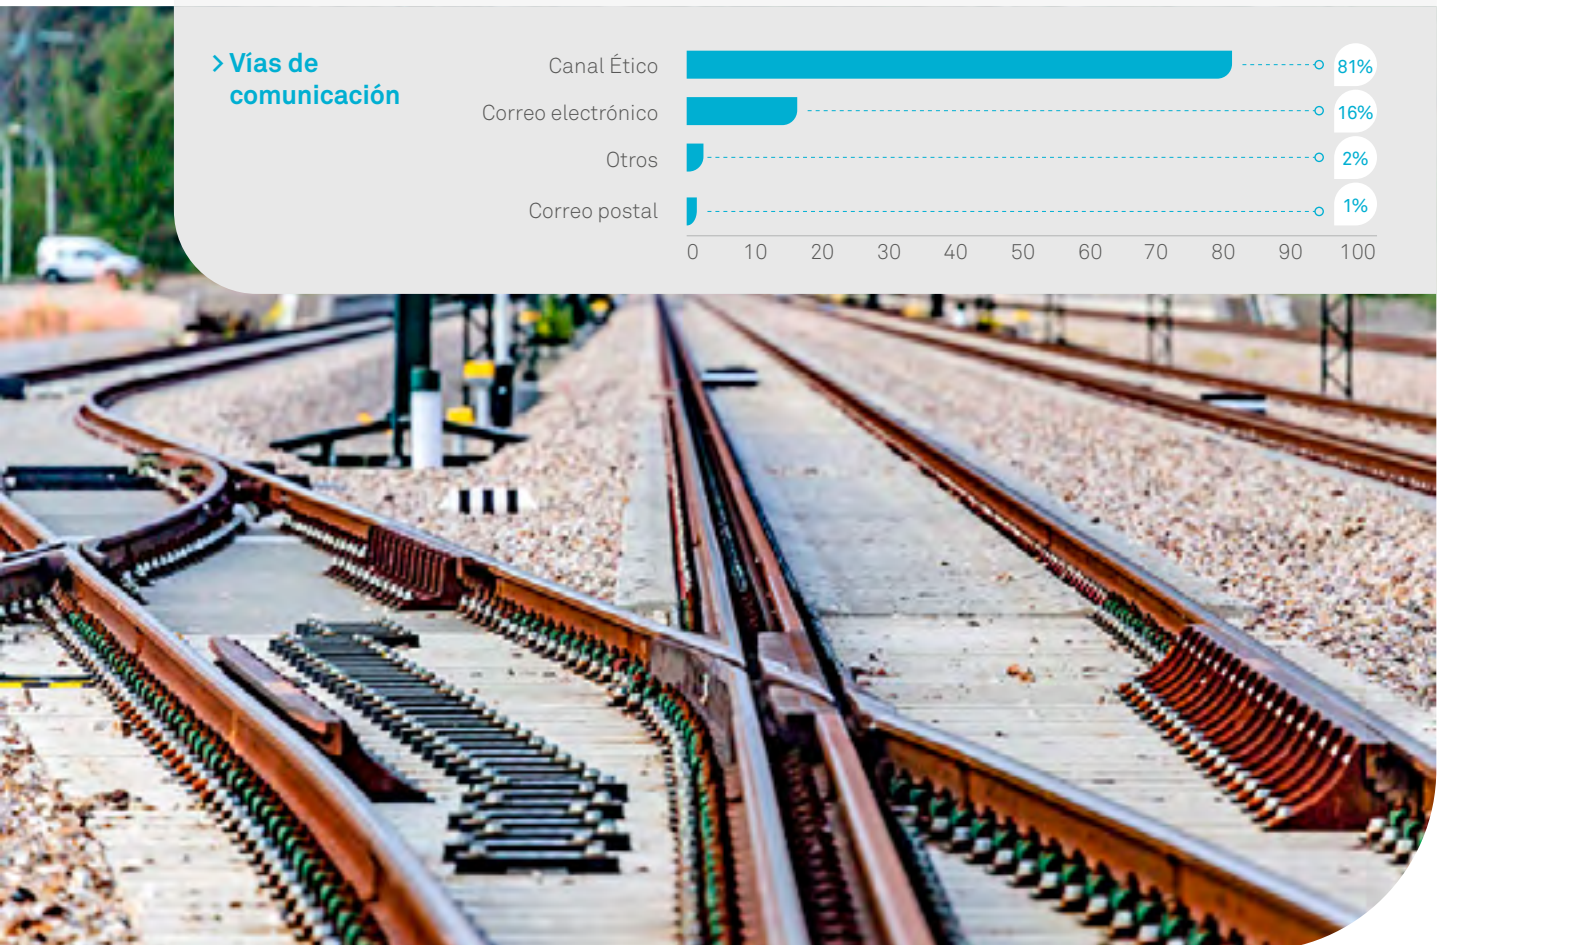 > Vías de
comunicación
Canal Ético 81%
Correo electrónico 16%
Otros 2%
Correo postal 1%
0 10 20 30 40 50 60 70 80 90 100